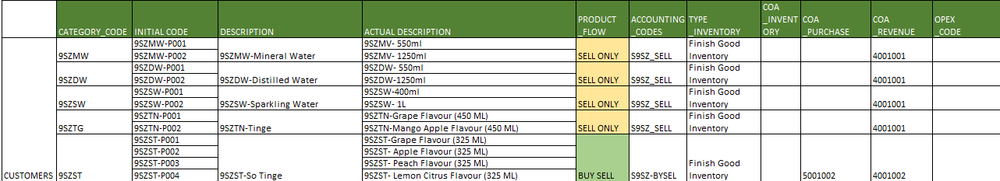 CATEGORY_CODE INITIAL CODE DESCRIPTION ACTUAL DESCRIPTION PRODUCT _FLOW ACCOUNTING _CODES TYPE _INVENTORY COA _INVENT ORY COA _PURCHASE COA _REVENUE OPEX _CODE
9SZMW-P001 9SZMV- 550ml Finish Good
9SZMW 9SZMW-P002 9SZMW-Mineral Water 9SZMV- 1250ml SELL ONLY S9SZ_SELL Inventory 4001001
9SZDW-P001 9SZDW- 550ml Finish Good
9SZDW 9SZDW-P002 9SZDW-Distilled Water 9SZDW-1250ml SELL ONLY S9SZ_SELL Inventory 4001001
9SZSW-P001 9SZSW-400ml Finish Good
9SZSW 9SZSW-P002 9SZSW-Sparkling Water 9SZSW- 1L SELL ONLY S9SZ_SELL Inventory 4001001
9SZTN-P001 9SZTN-Grape Flavour (450 ML) Finish Good
9SZTG 9SZTN-P002 9SZTN-Tinge 9SZTN-Mango Apple Flavour (450 ML) SELL ONLY S9SZ_SELL Inventory 4001001
9SZST-P001 9SZST-Grape Flavour (325 ML)
9SZST-P002 9SZST- Apple Flavour (325 ML)
9SZST-P003 9SZST- Peach Flavour (325 ML) Finish Good
CUSTOMERS 9SZST 9SZST-P004 9SZST-So Tinge 9SZST- Lemon Citrus Flavour (325 ML) BUY SELL S9SZ-BYSEL Inventory 5001002 4001002